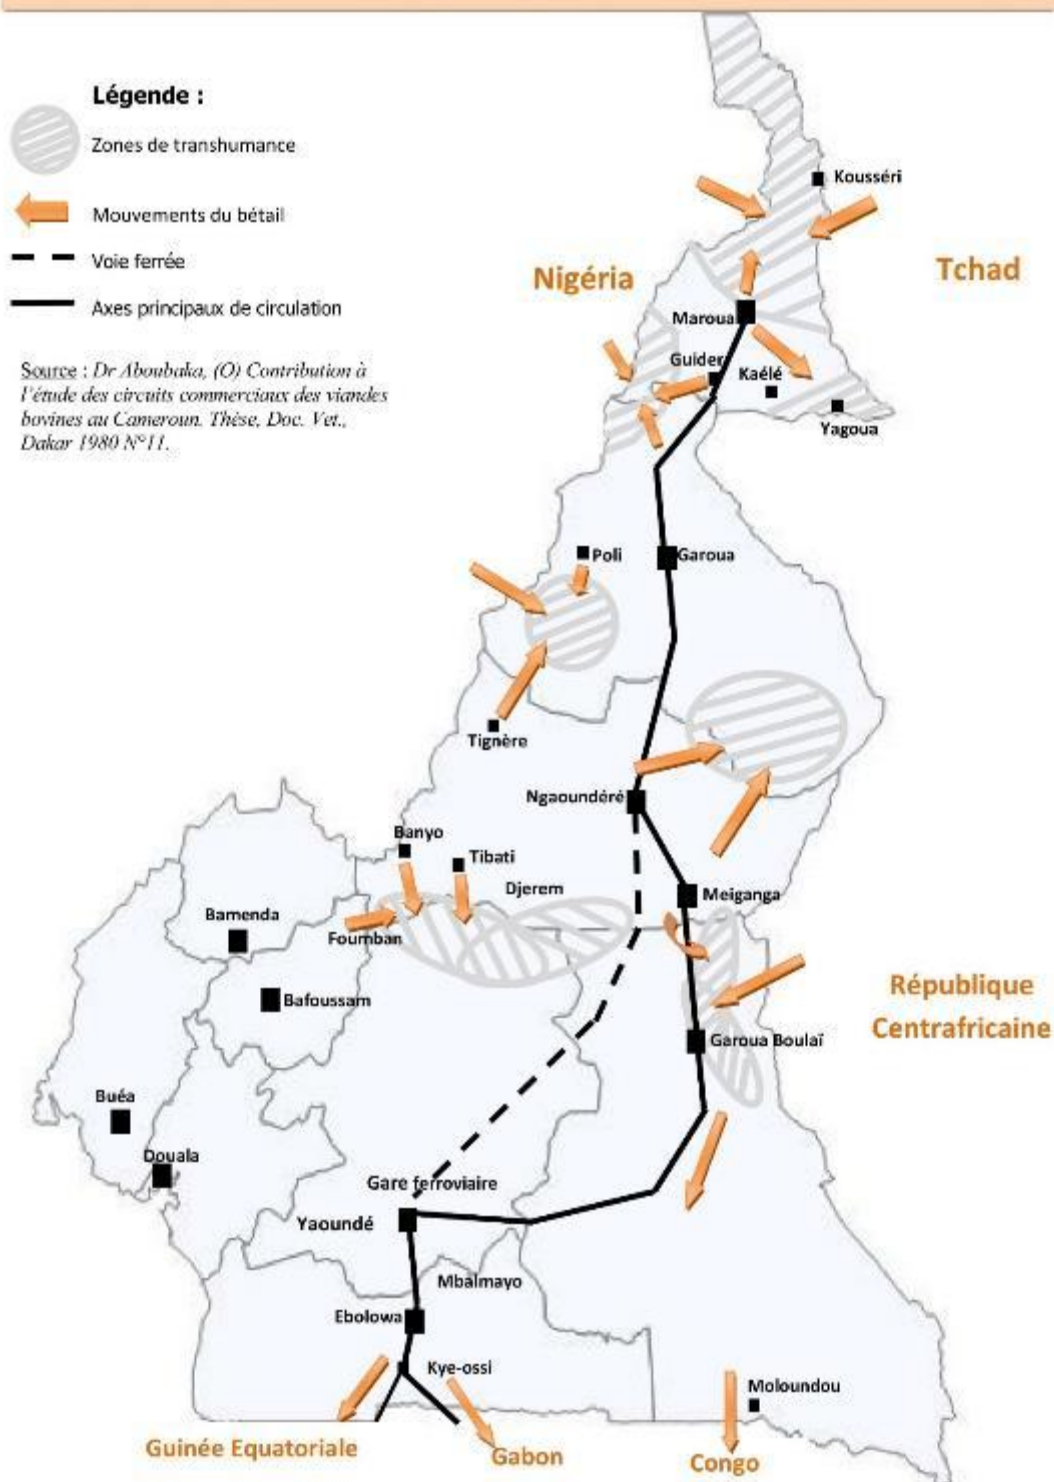 Légende :
Zones de transhumance
Mouvements du bétail
Voie ferrée
Axes principaux de circulation
Source : Dr Aboubaka, (O) Contribution à
l'étude des circuits commerciaux des viandes
bovines au Cameroun. Thèse, Doc. Vet.,
Dakar 1980 N°11.
Kousséri
Nigéria
Tchad
Maroua
Guider
Kaélé
Yagoua
Poli
Garoua
Tignère
Ngaoundéré
Banyo
Tibati
Djerem
Meiganga
Bamenda
Foumban
Bafoussam
République
Centrafricaine
Garoua Boulaï
Buéa
Douala
Gare ferroviaire
Yaoundé
Mbalmayo
Ebolowa
Kye-ossi
Moloundou
Guinée Equatoriale
Gabon
Congo